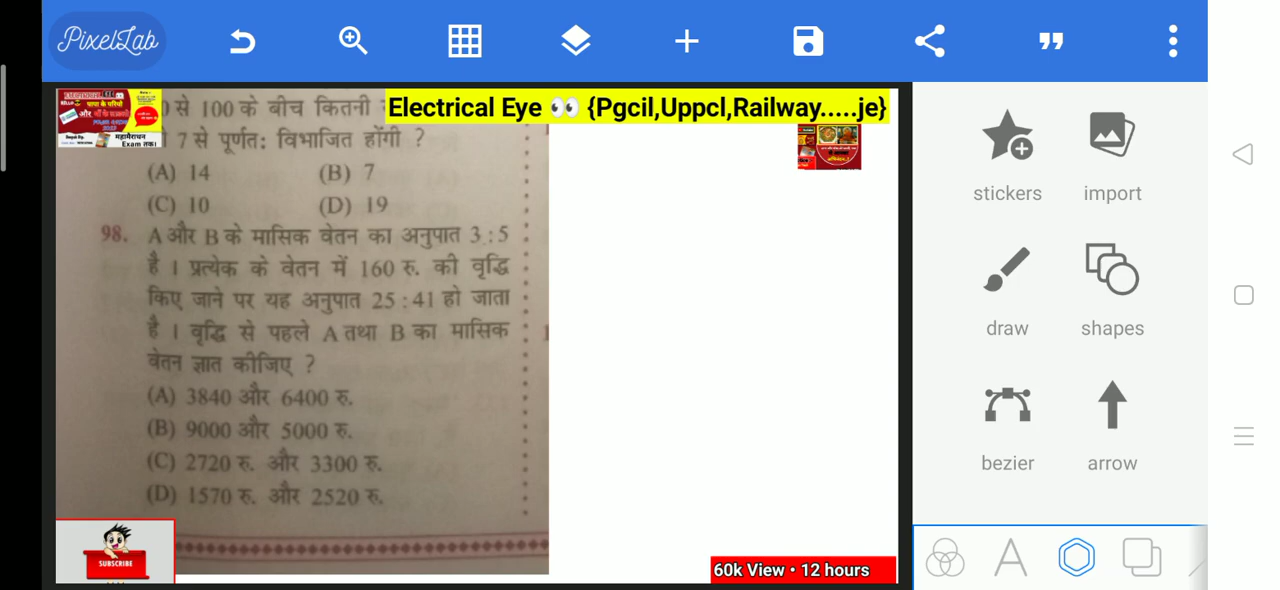 PixelLab
Electrical Eye 👀 {Pgcil,Uppcl,Railway.....je}
से 100 के बीच कितनी
7 से पूर्णत: विभाजित होंगी ?
(A) 14 (B) 7
(C) 10 (D) 19
98. A और B के मासिक वेतन का अनुपात 3 : 5
है । प्रत्येक के वेतन में 160 रु. की वृद्धि
किए जाने पर यह अनुपात 25 : 41 हो जाता
है । वृद्धि से पहले A तथा B का मासिक
वेतन ज्ञात कीजिए ?
(A) 3840 और 6400 रु.
(B) 9000 और 5000 रु.
(C) 2720 रु. और 3300 रु.
(D) 1570 रु. और 2520 रु.
SUBSCRIBE
60k View • 12 hours
stickers
import
draw
shapes
bezier
arrow